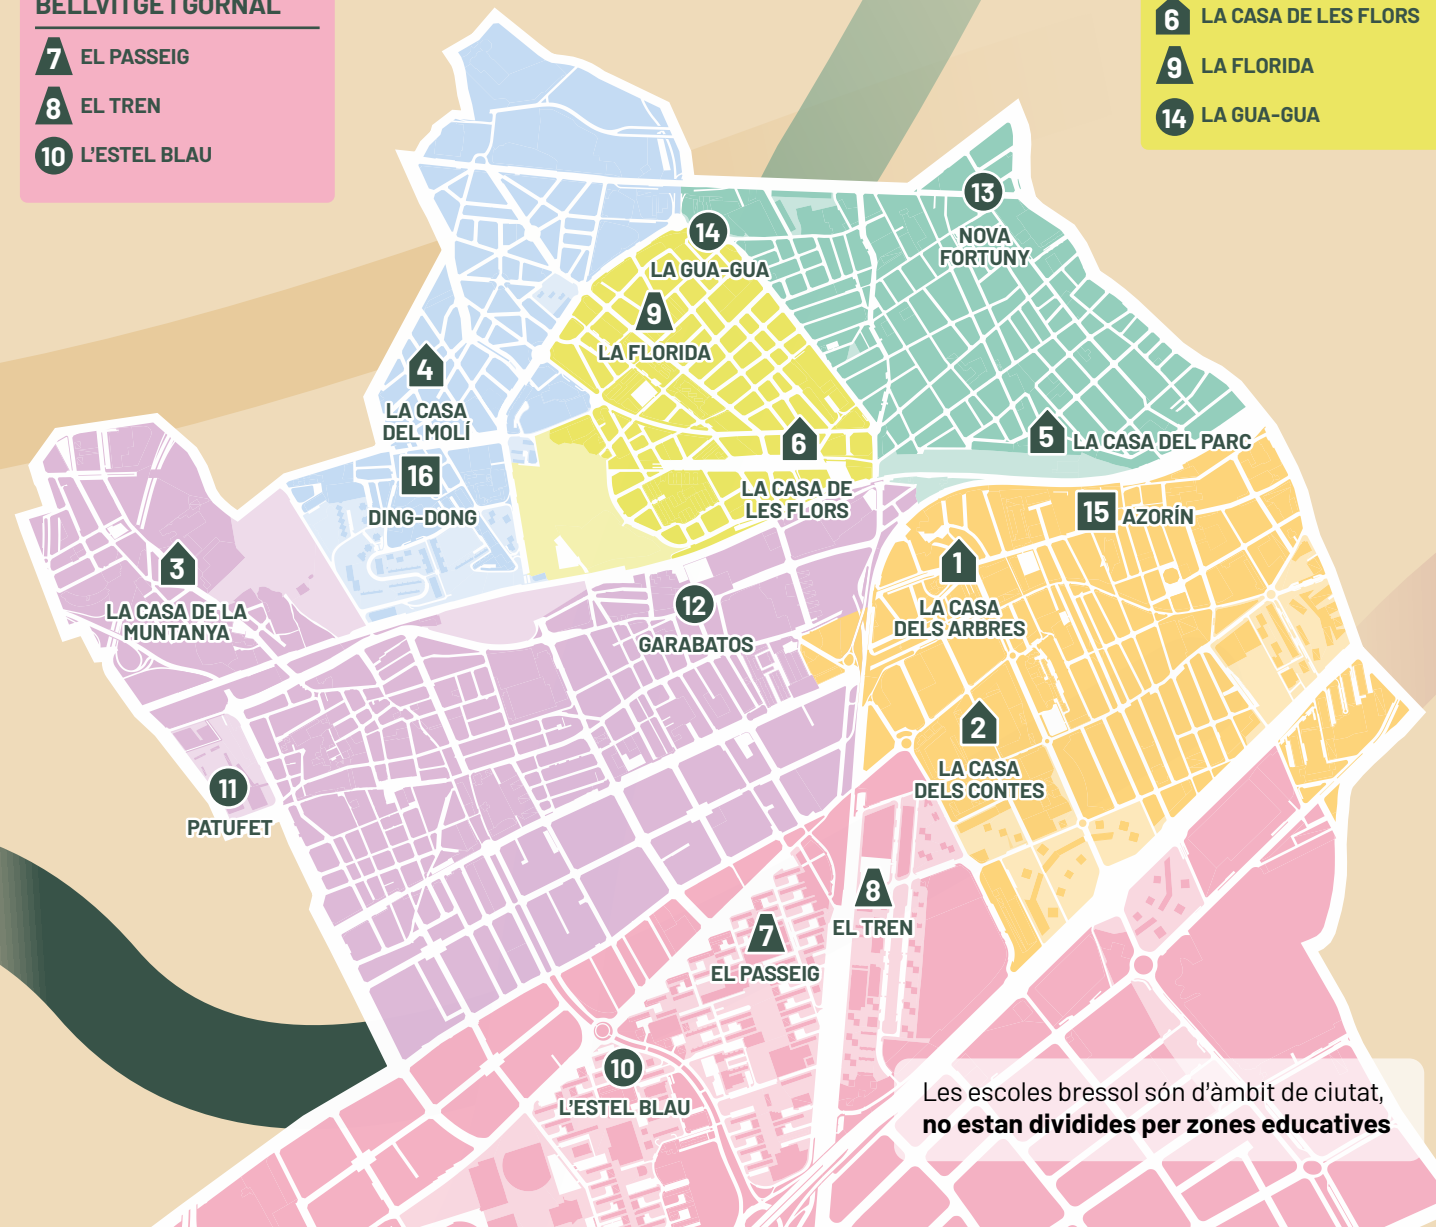 BELLVITGE I GORNAL
7 EL PASSEIG
8 EL TREN
10 L'ESTEL BLAU
6 LA CASA DE LES FLORS
9 LA FLORIDA
14 LA GUA-GUA
13
NOVA
FORTUNY
14
LA GUA-GUA
9
LA FLORIDA
4
LA CASA
DEL MOLÍ
16
DING-DONG
6
LA CASA DE
LES FLORS
5 LA CASA DEL PARC
15 AZORÍN
3
LA CASA DE LA
MUNTANYA
1
LA CASA
DELS ARBRES
12
GARABATOS
2
LA CASA
DELS CONTES
11
PATUFET
8
EL TREN
7
EL PASSEIG
10
L'ESTEL BLAU
Les escoles bressol són d'àmbit de ciutat,
no estan dividides per zones educatives